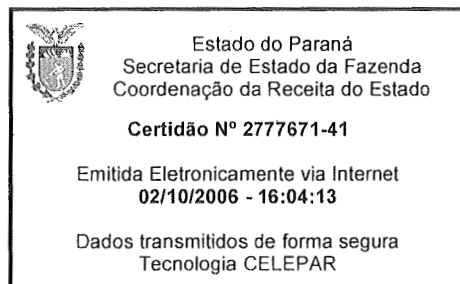 Estado do Paraná
Secretaria de Estado da Fazenda
Coordenação da Receita do Estado
Certidão Nº 2777671-41
Emitida Eletronicamente via Internet
02/10/2006 - 16:04:13
Dados transmitidos de forma segura
Tecnologia CELEPAR